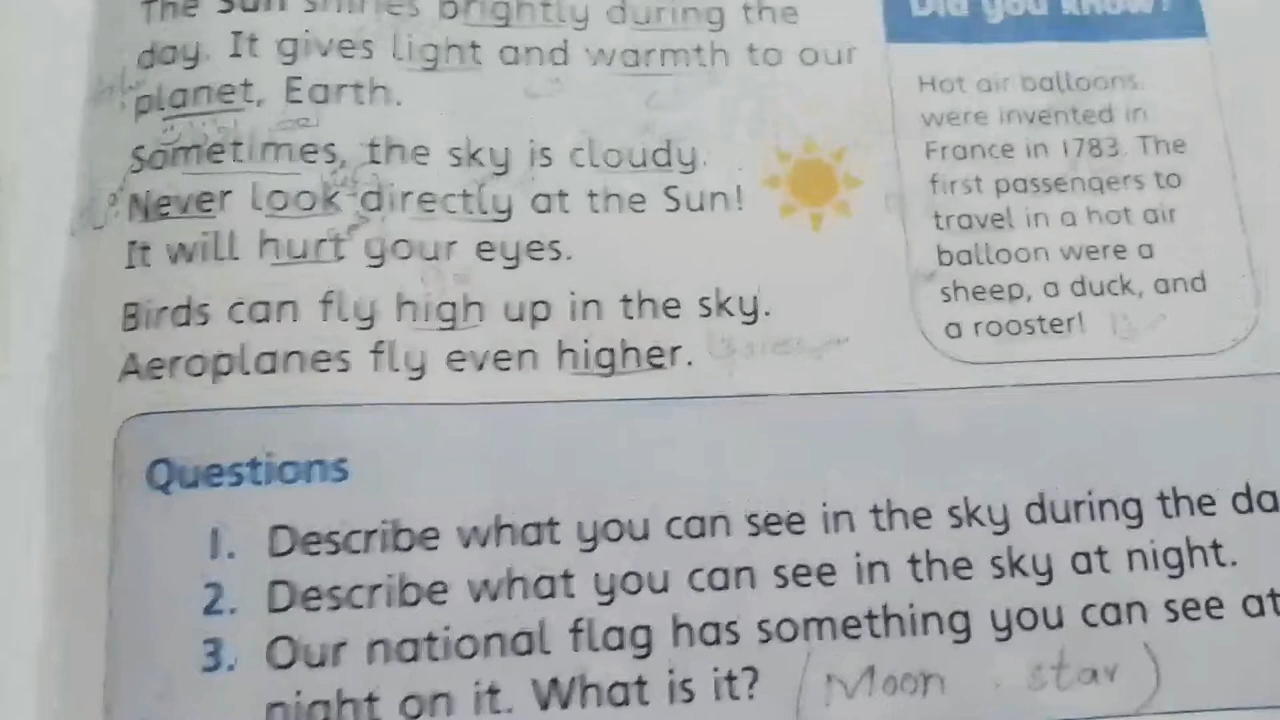 The Sun shines brightly during the
day. It gives light and warmth to our
planet, Earth.
Sometimes, the sky is cloudy.
Never look directly at the Sun!
It will hurt your eyes.
Birds can fly high up in the sky.
Aeroplanes fly even higher.
Did you know?
Hot air balloons
were invented in
France in 1783. The
first passengers to
travel in a hot air
balloon were a
sheep, a duck, and
a rooster!
Questions
1. Describe what you can see in the sky during the da
2. Describe what you can see in the sky at night.
3. Our national flag has something you can see at
night on it. What is it? (Moon . star)